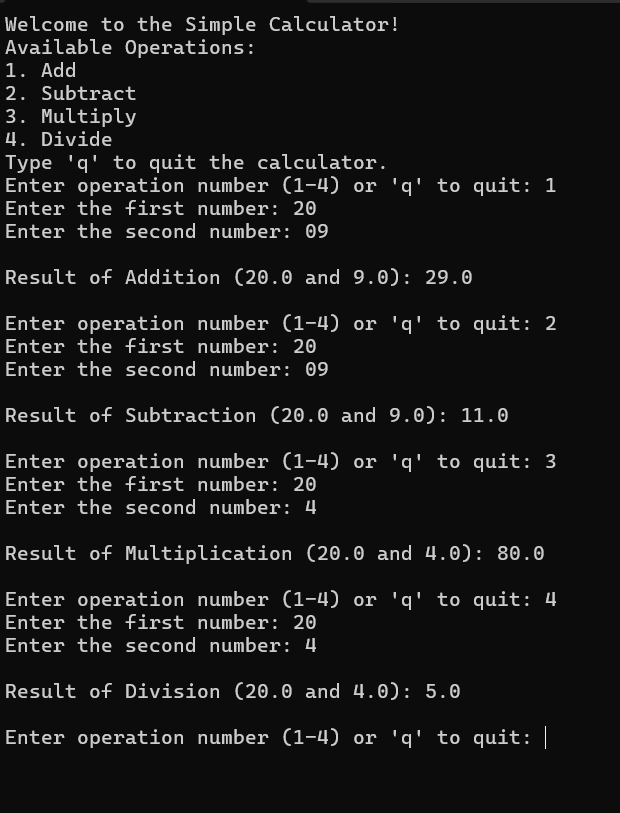 Welcome to the Simple Calculator!
Available Operations:
1. Add
2. Subtract
3. Multiply
4. Divide
Type 'q' to quit the calculator.
Enter operation number (1-4) or 'q' to quit: 1
Enter the first number: 20
Enter the second number: 09
Result of Addition (20.0 and 9.0): 29.0
Enter operation number (1-4) or 'q' to quit: 2
Enter the first number: 20
Enter the second number: 09
Result of Subtraction (20.0 and 9.0): 11.0
Enter operation number (1-4) or 'q' to quit: 3
Enter the first number: 20
Enter the second number: 4
Result of Multiplication (20.0 and 4.0): 80.0
Enter operation number (1-4) or 'q' to quit: 4
Enter the first number: 20
Enter the second number: 4
Result of Division (20.0 and 4.0): 5.0
Enter operation number (1-4) or 'q' to quit: